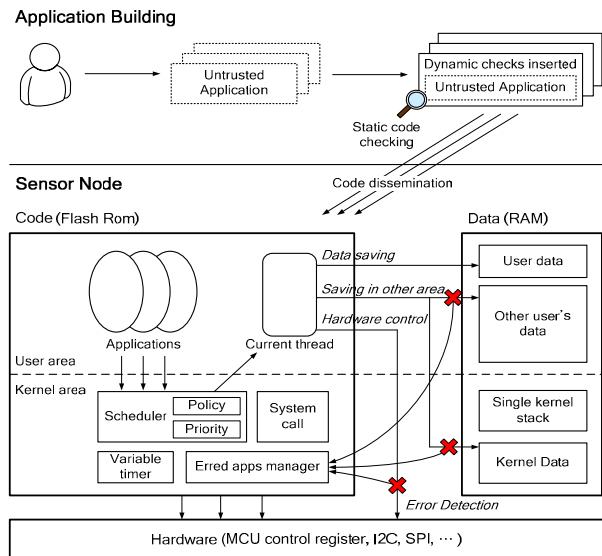 Application Building
Untrusted
Application
Dynamic checks inserted
Untrusted Application
Static code
checking
Sensor Node
Code dissemination
Code (Flash Rom)
Data (RAM)
Data saving
User data
Saving in other area
Other user's
data
Hardware control
Applications
Current thread
User area
Kernel area
Scheduler
Policy
Priority
System
call
Single kernel
stack
Variable
timer
Erred apps manager
Kernel Data
Error Detection
Hardware (MCU control register, I2C, SPI, ⋯ )